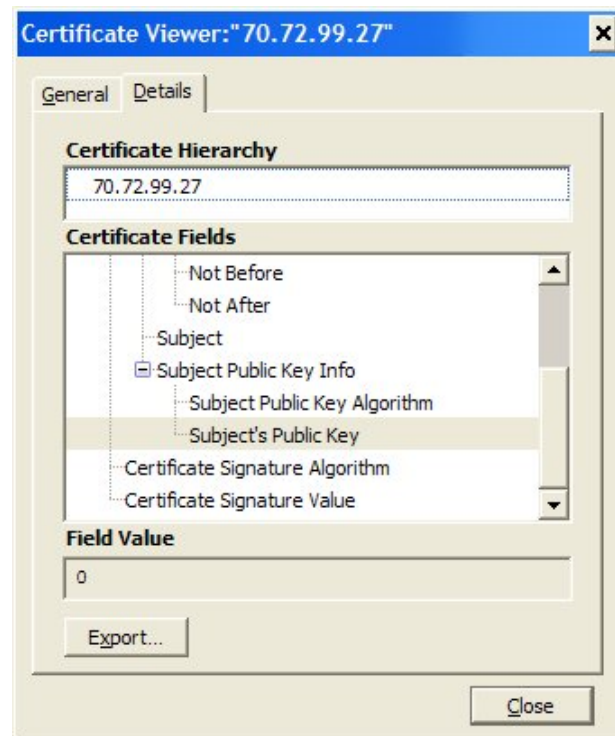 Certificate Viewer:"70.72.99.27"
General Details
Certificate Hierarchy
70.72.99.27
Certificate Fields
Not Before
Not After
Subject
Subject Public Key Info
Subject Public Key Algorithm
Subject's Public Key
Certificate Signature Algorithm
Certificate Signature Value
Field Value
0
Export...
Close